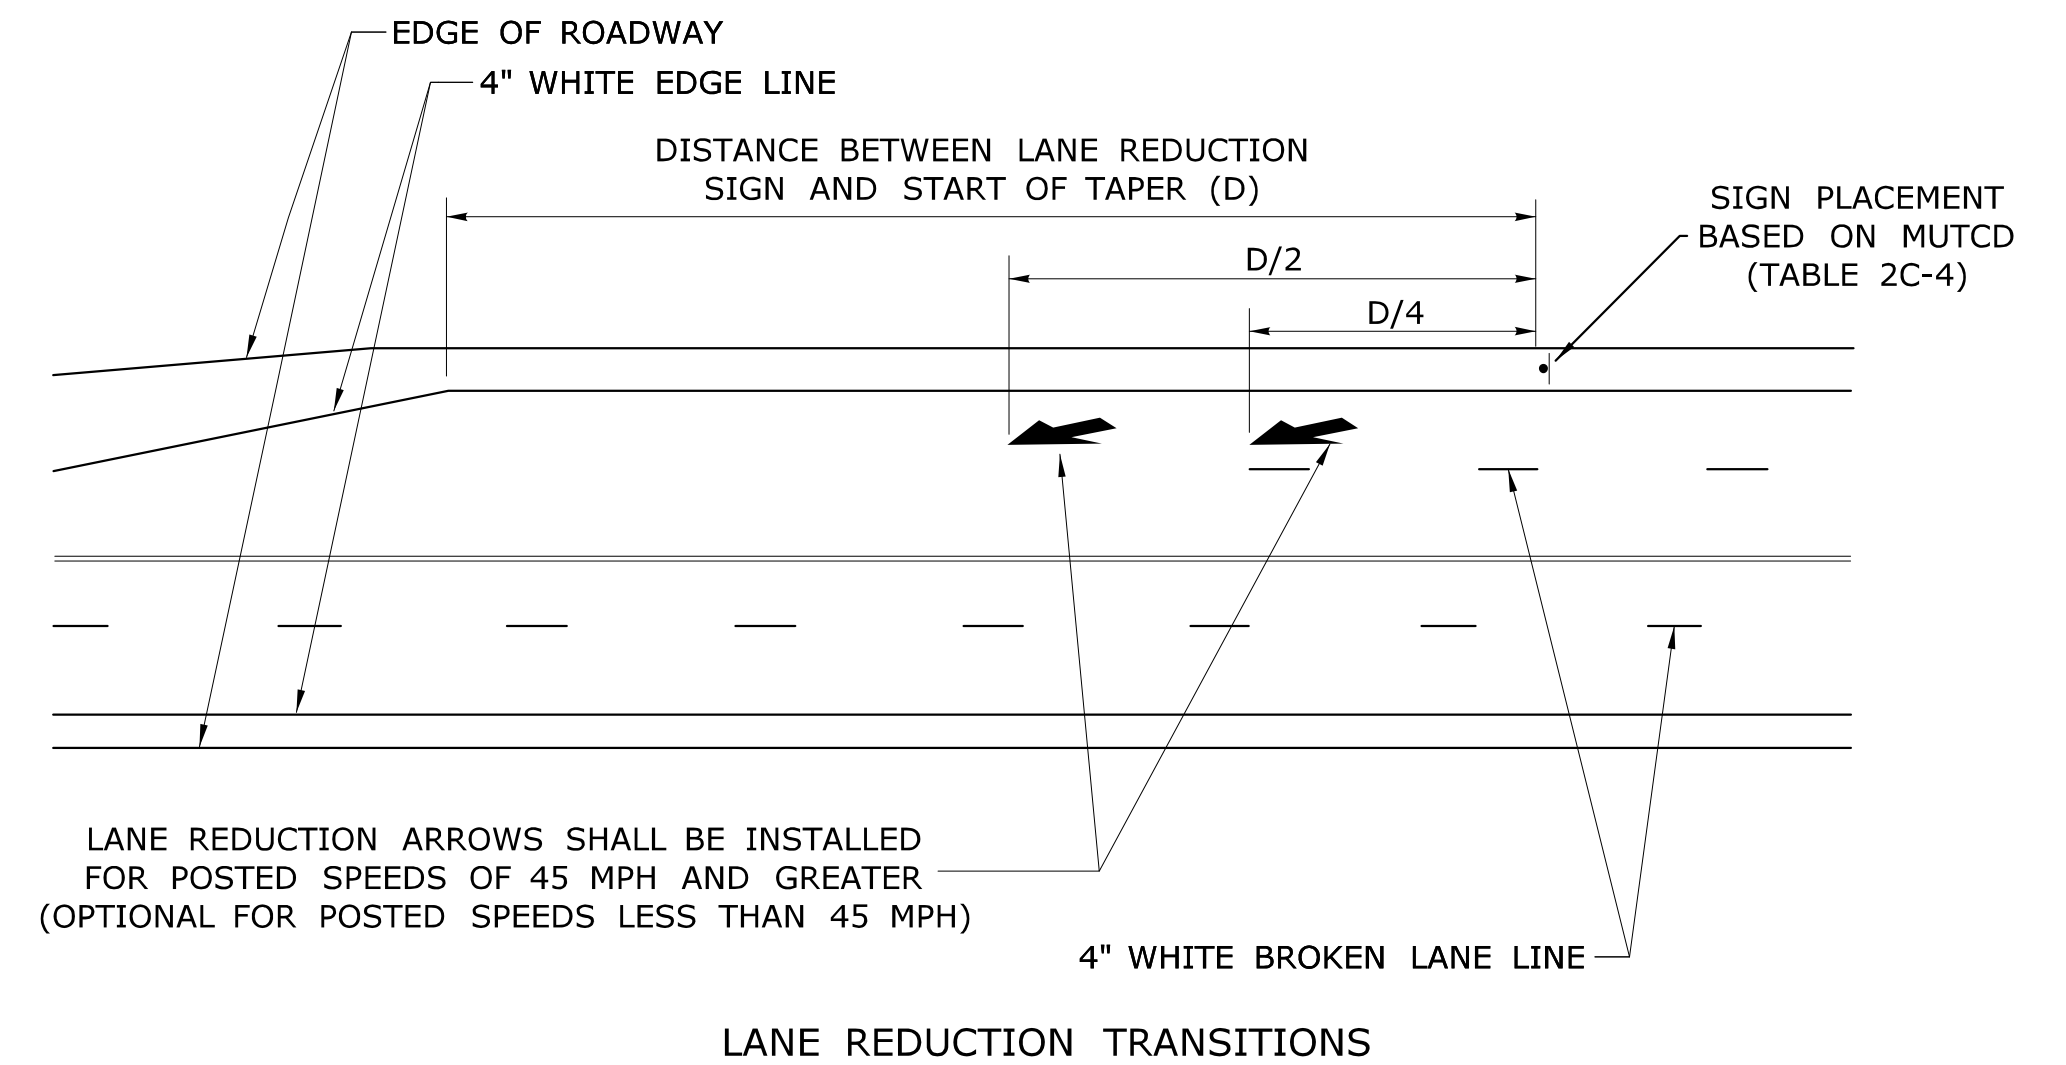 EDGE OF ROADWAY
4" WHITE EDGE LINE
DISTANCE BETWEEN LANE REDUCTION
SIGN AND START OF TAPER (D)
SIGN PLACEMENT
BASED ON MUTCD
(TABLE 2C-4)
D/2
D/4
LANE REDUCTION ARROWS SHALL BE INSTALLED
FOR POSTED SPEEDS OF 45 MPH AND GREATER
(OPTIONAL FOR POSTED SPEEDS LESS THAN 45 MPH)
4" WHITE BROKEN LANE LINE
LANE REDUCTION TRANSITIONS